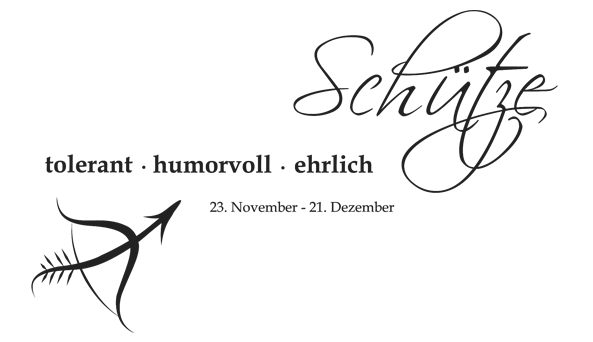 Schütze
tolerant · humorvoll · ehrlich
23. November - 21. Dezember